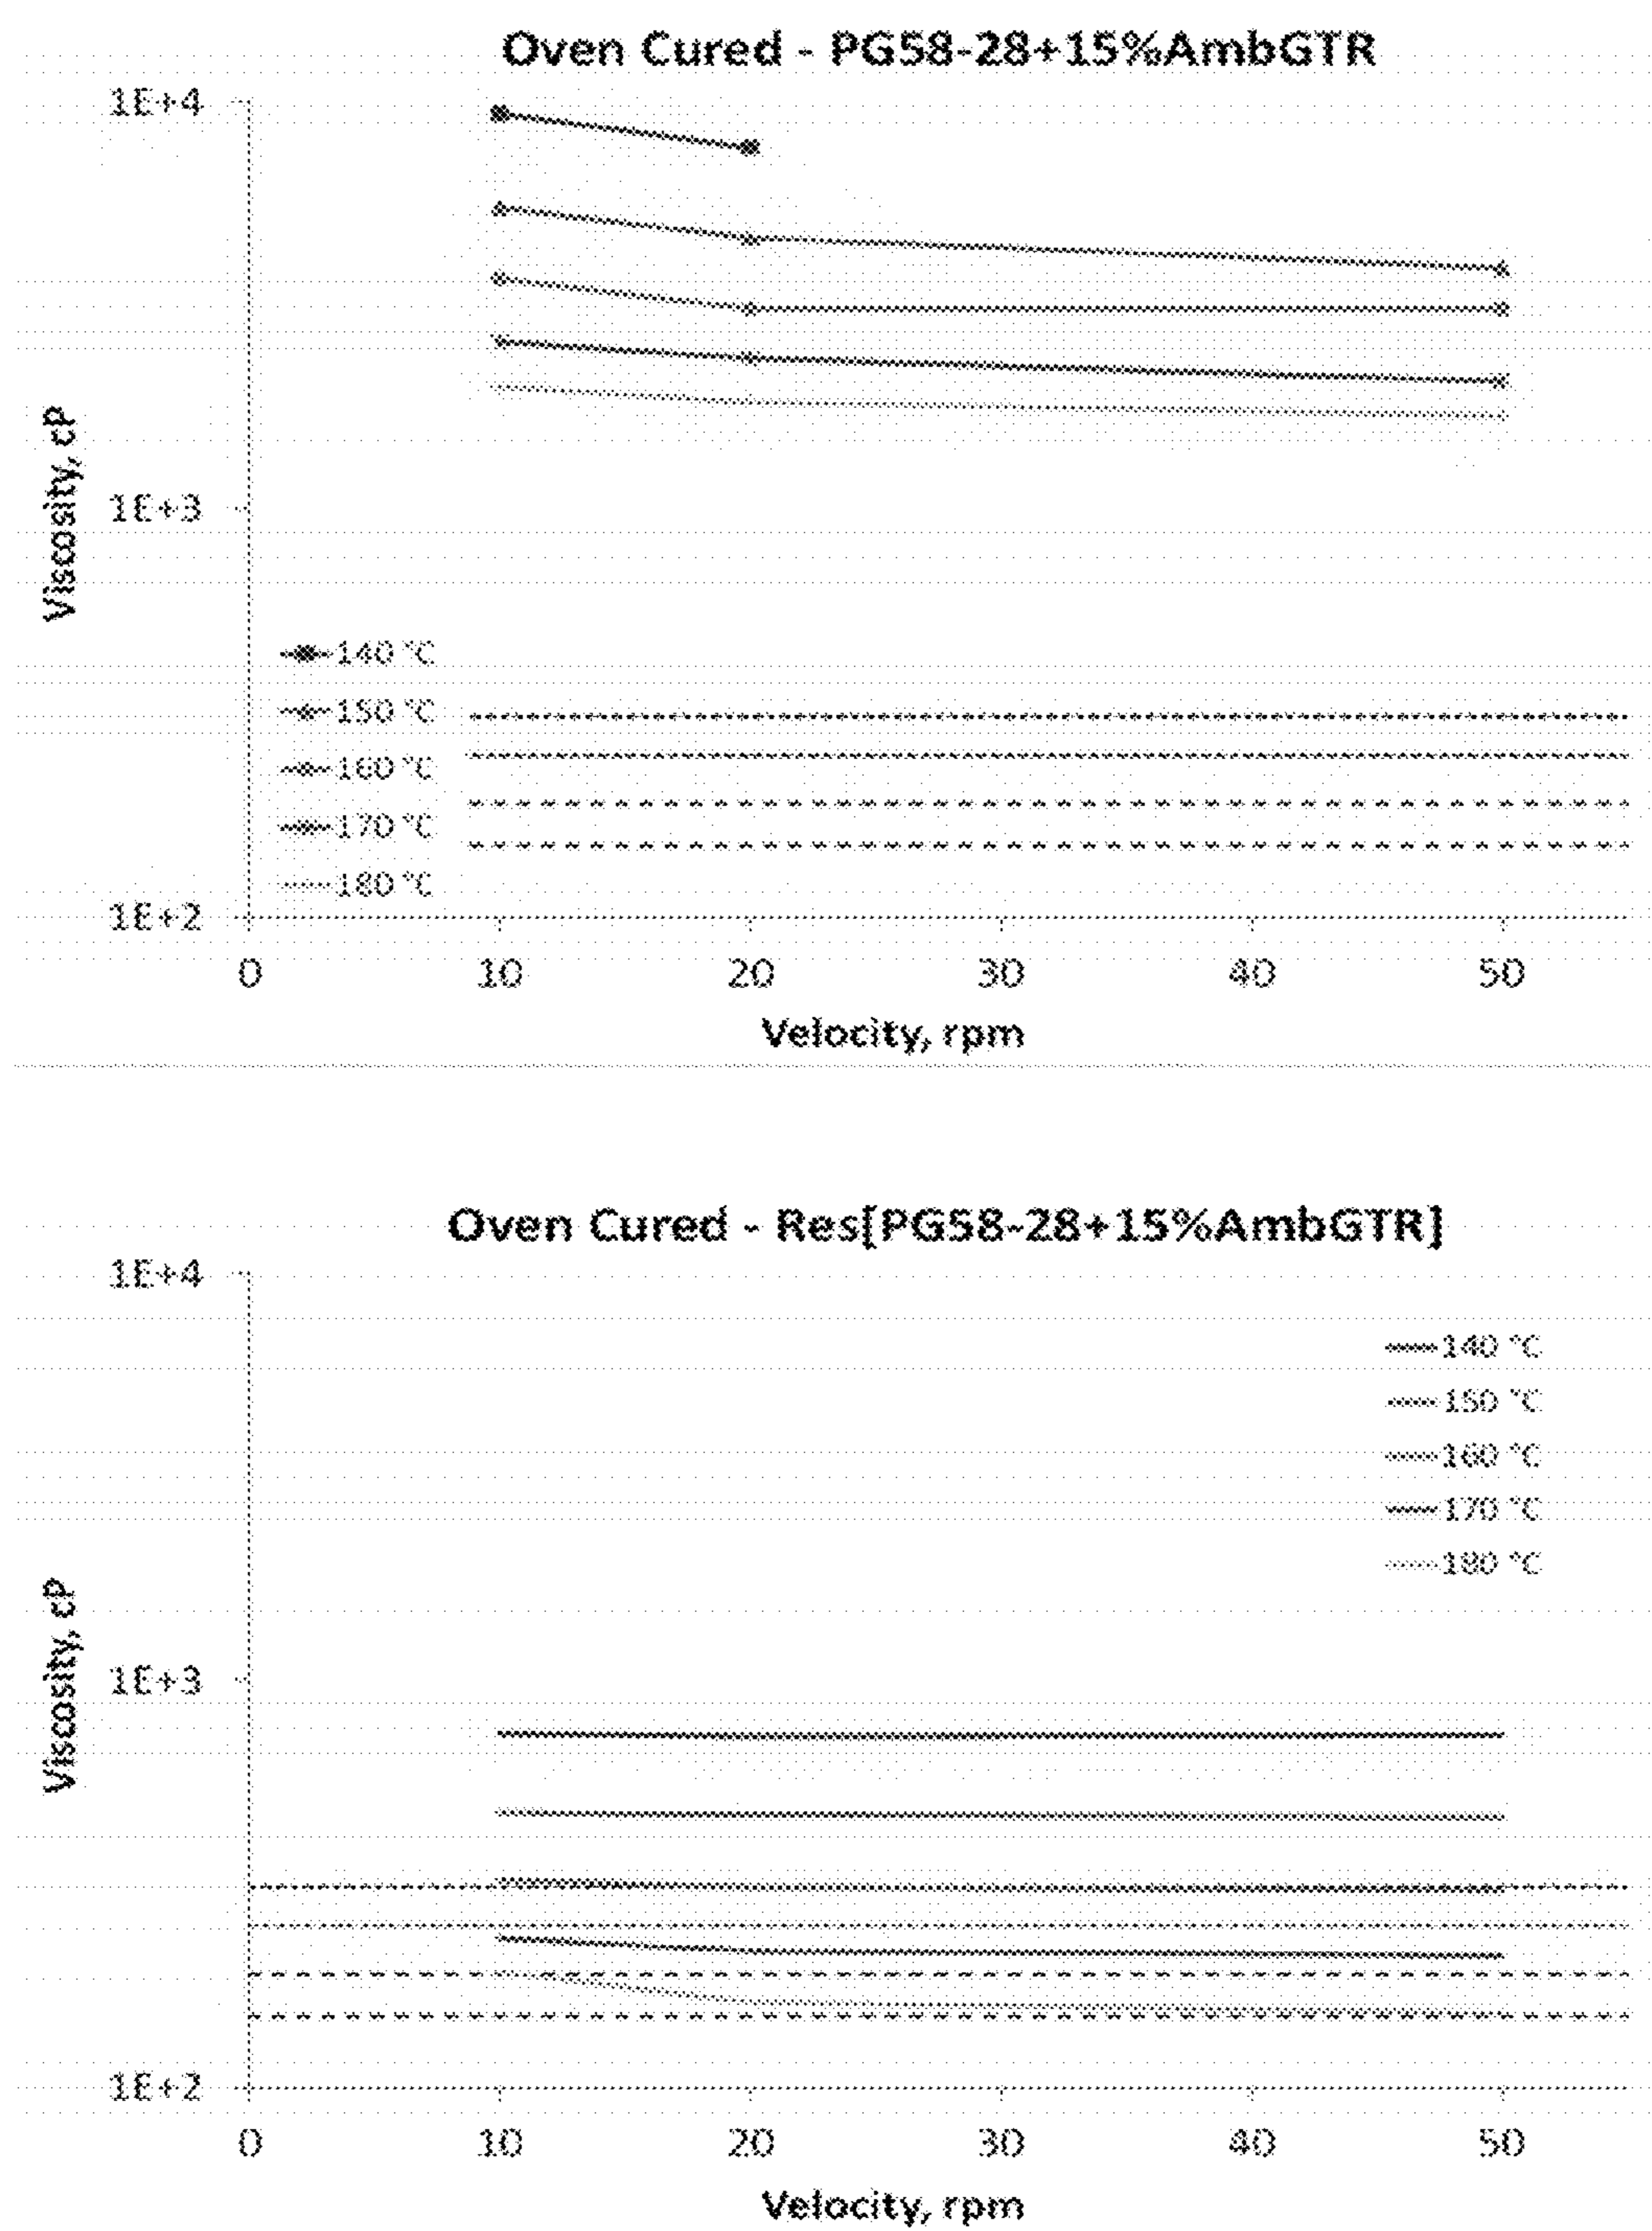 Oven Cured - PG58-28+15%AmbGTR
1E+4
1E+3
1E+2
Viscosity, cP
140 °C
150 °C
160 °C
170 °C
180 °C
0 10 20 30 40 50
Velocity, rpm
Oven Cured - Res[PG58-28+15%AmbGTR]
1E+4
1E+3
1E+2
Viscosity, cP
140 °C
150 °C
160 °C
170 °C
180 °C
0 10 20 30 40 50
Velocity, rpm